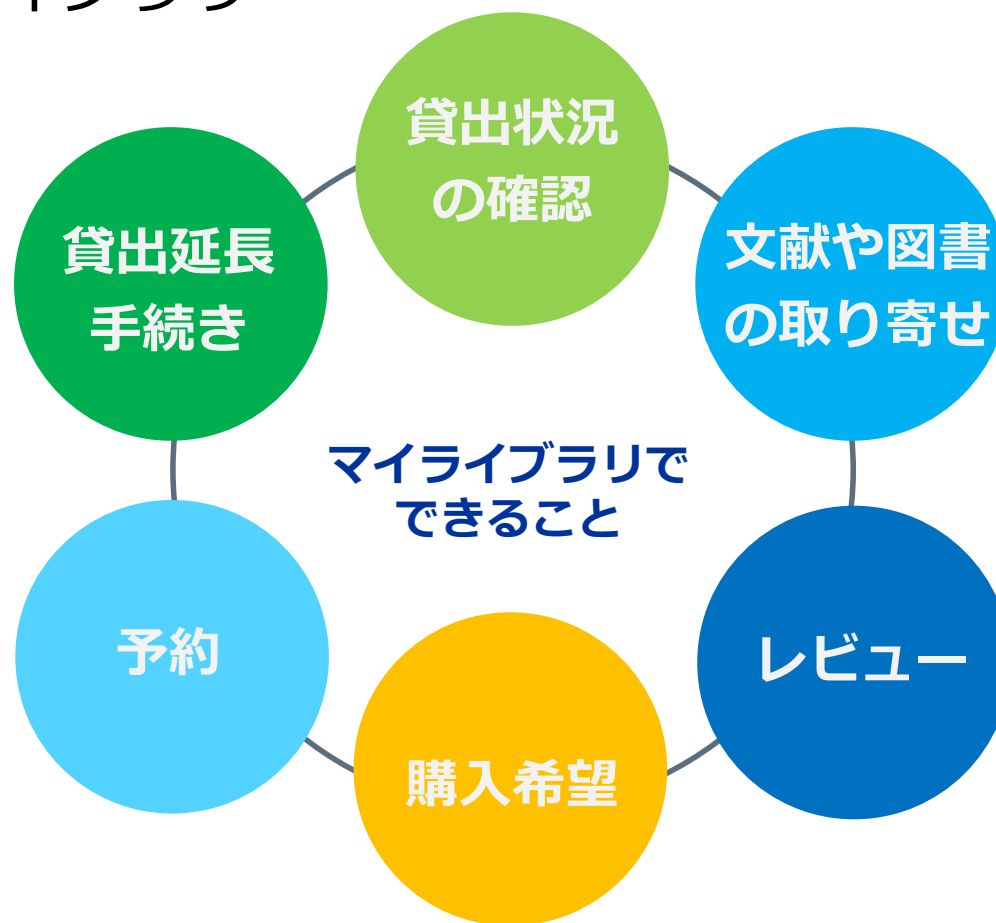 貸出状況
の確認
文献や図書
の取り寄せ
レビュー
購入希望
予約
貸出延長
手続き
マイライブラリで
できること